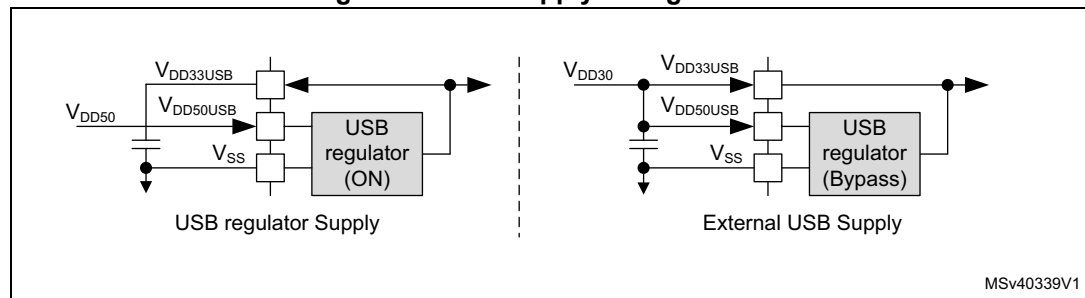 VDD33USB
VDD50
VDD50USB
VSS
USB
regulator
(ON)
USB regulator Supply
VDD30
VDD33USB
VDD50USB
VSS
USB
regulator
(Bypass)
External USB Supply
MSv40339V1